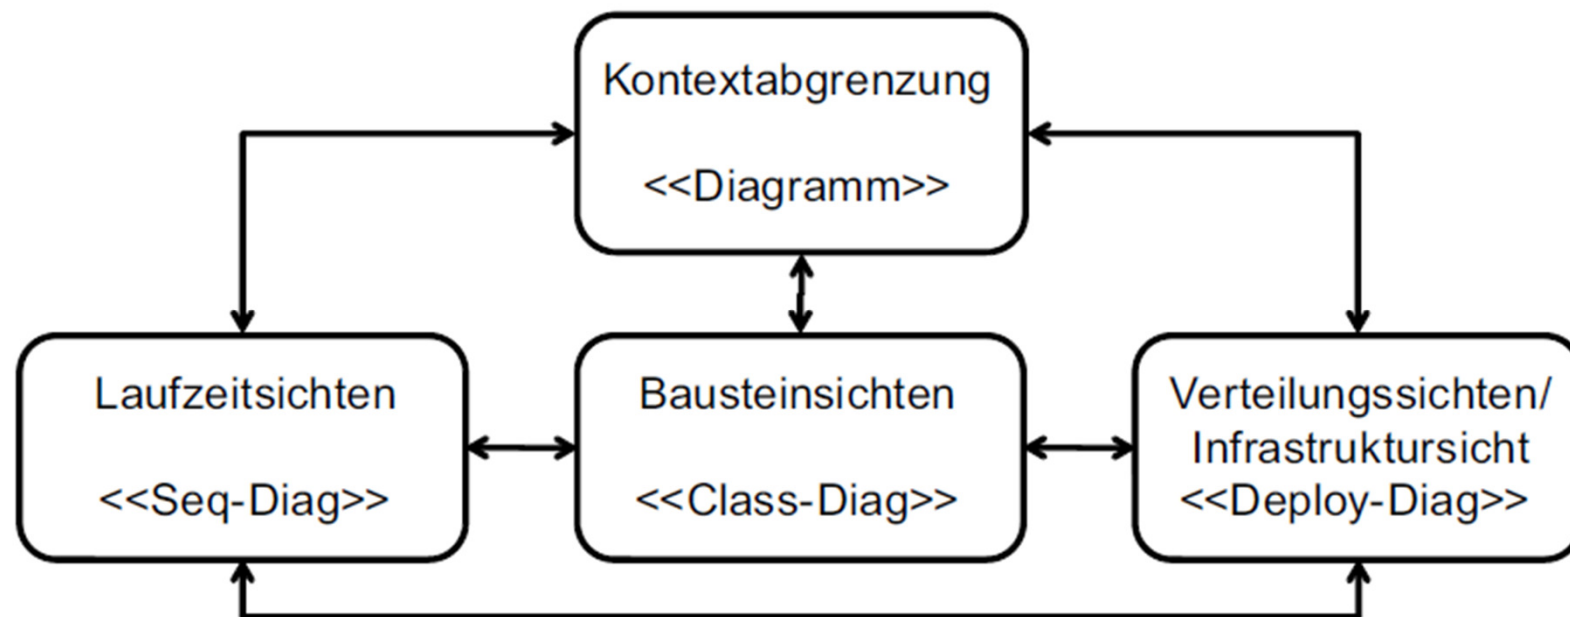 Kontextabgrenzung
<<Diagramm>>
Laufzeitsichten
<<Seq-Diag>>
Bausteinsichten
<<Class-Diag>>
Verteilungssichten/
Infrastruktursicht
<<Deploy-Diag>>